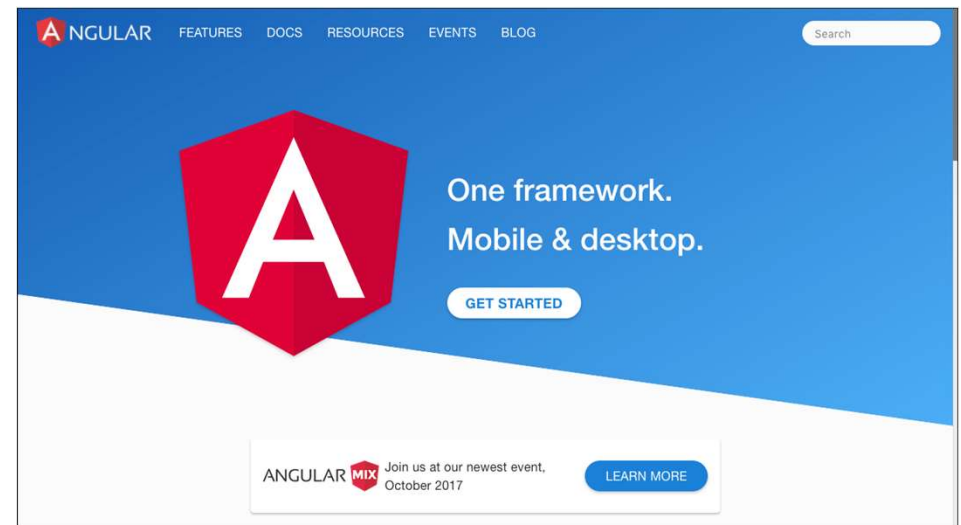 ANGULAR FEATURES DOCS RESOURCES EVENTS BLOG Search
A
One framework.
Mobile & desktop.
GET STARTED
ANGULAR MIX Join us at our newest event,
October 2017
LEARN MORE